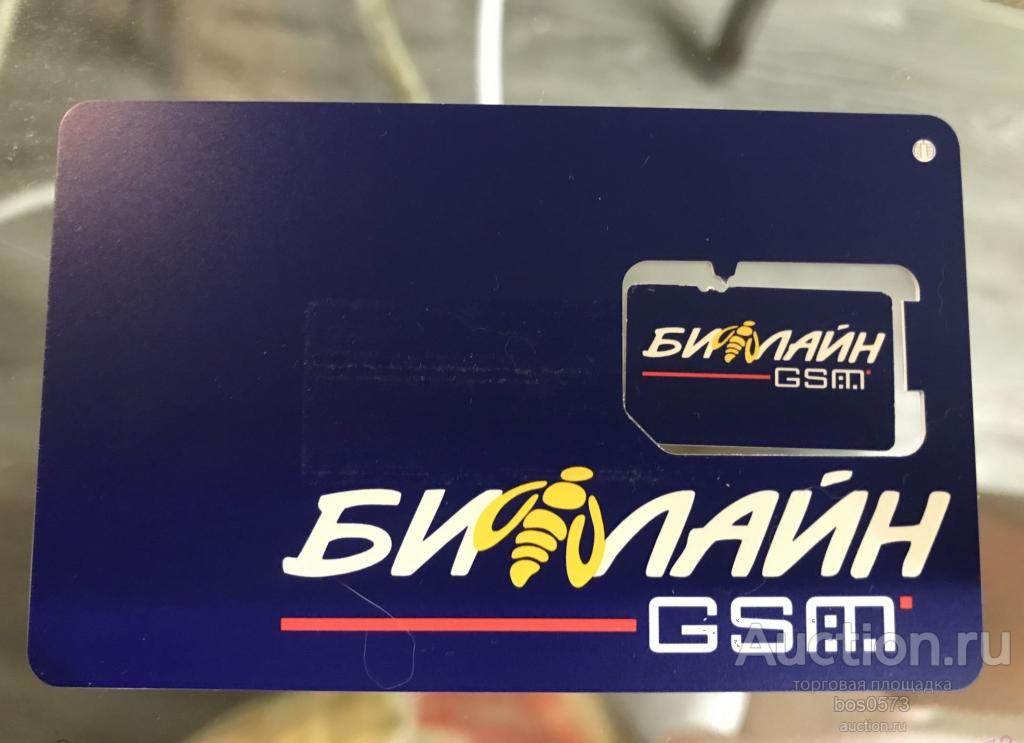 БИЛАЙН
GSM
БИЛАЙН
GSM
Auction.ru
торговая площадка
bos0573
auction.ru